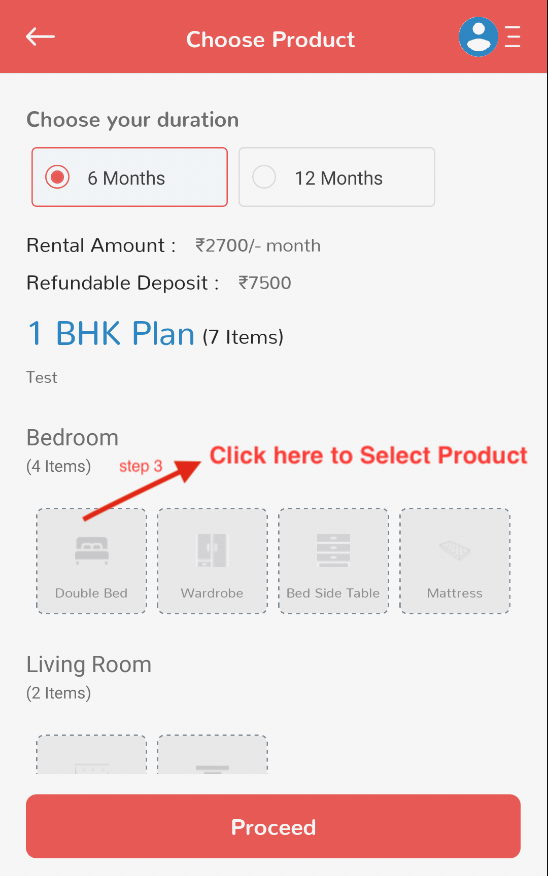 Choose Product
Choose your duration
6 Months
12 Months
Rental Amount : ₹2700/- month
Refundable Deposit : ₹7500
1 BHK Plan (7 Items)
Test
Bedroom
(4 Items)
step 3
Click here to Select Product
Double Bed
Wardrobe
Bed Side Table
Mattress
Living Room
(2 Items)
Proceed